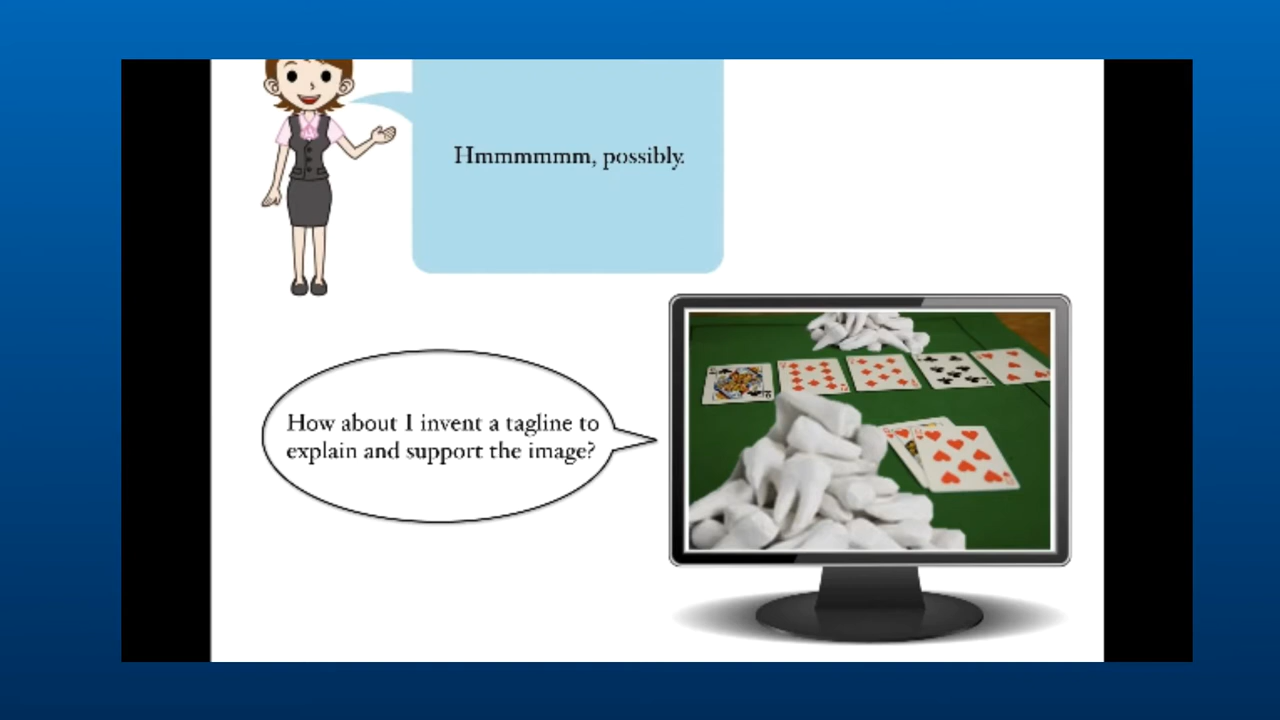 Hmmmmmm, possibly.
How about I invent a tagline to
explain and support the image?